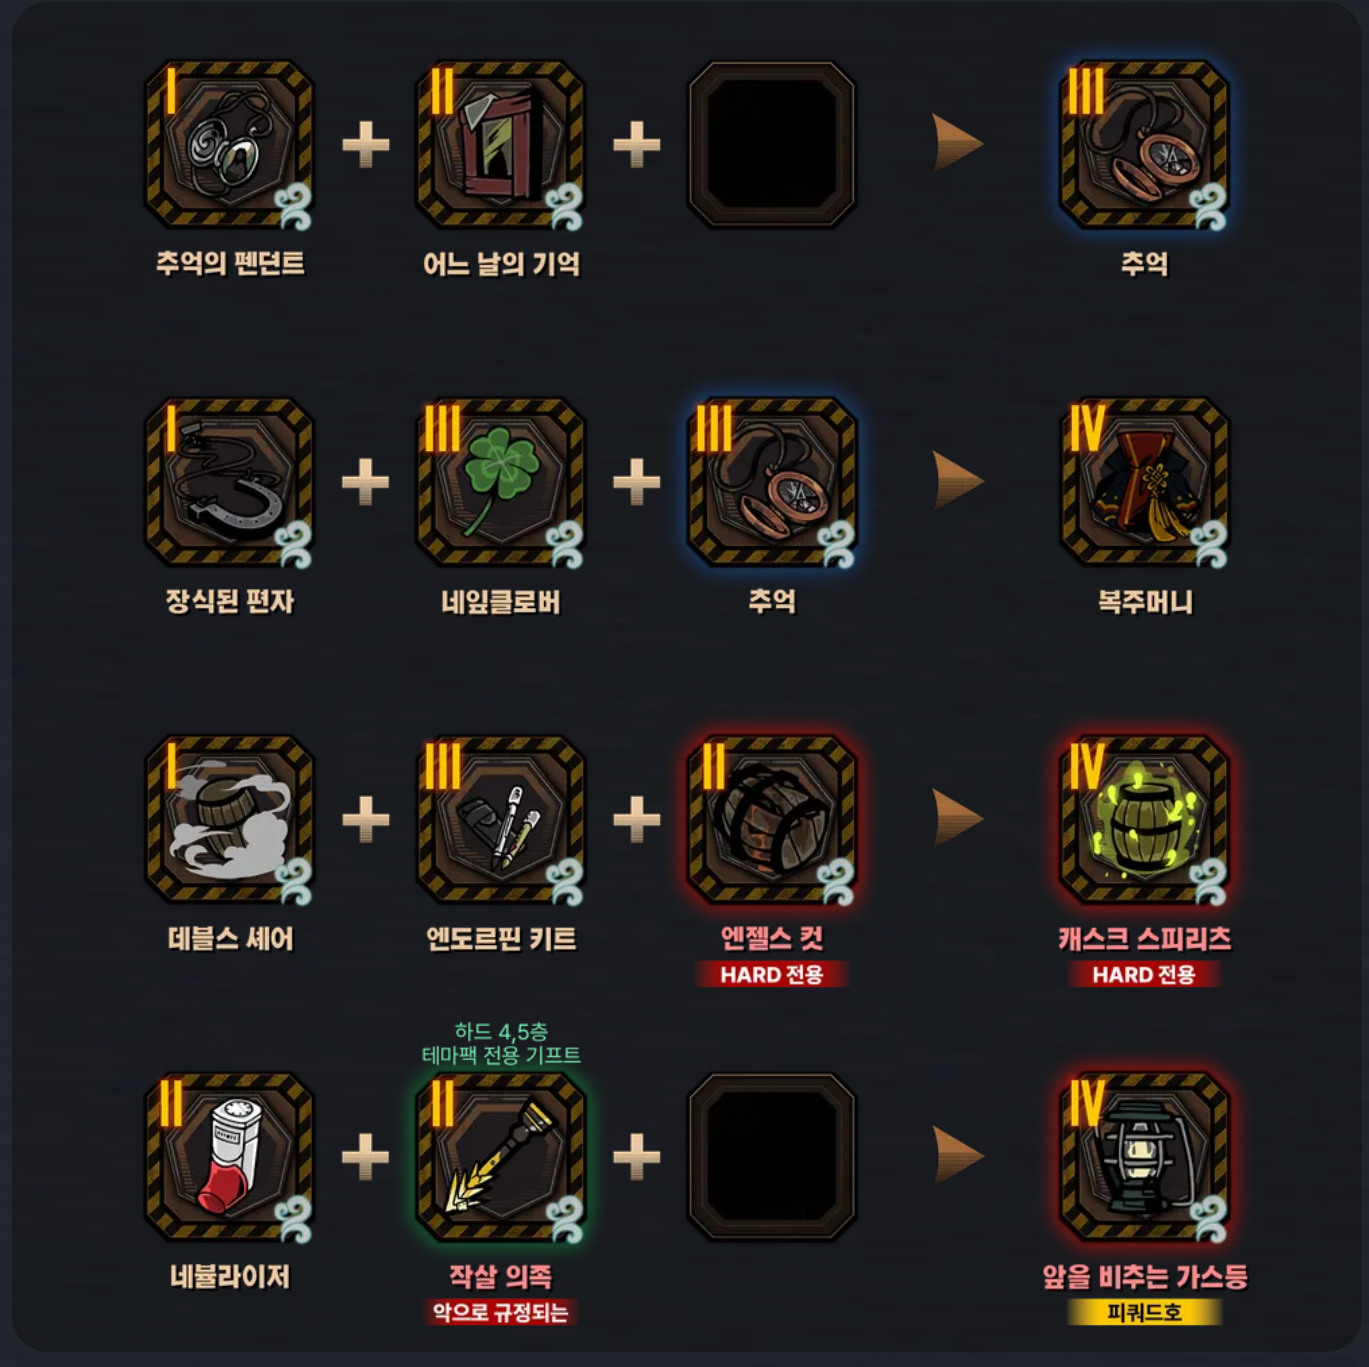 I
II
III
추억의 펜던트
어느 날의 기억
추억
I
III
III
IV
장식된 편자
네잎클로버
추억
복주머니
I
III
II
IV
데블스 셰어
엔도르핀 키트
엔젤스 컷
캐스크 스피리츠
HARD 전용
HARD 전용
하드 4,5층
테마팩 전용 기프트
II
II
IV
네뷸라이저
작살 의족
앞을 비추는 가스등
악으로 규정되는
피쿼드호